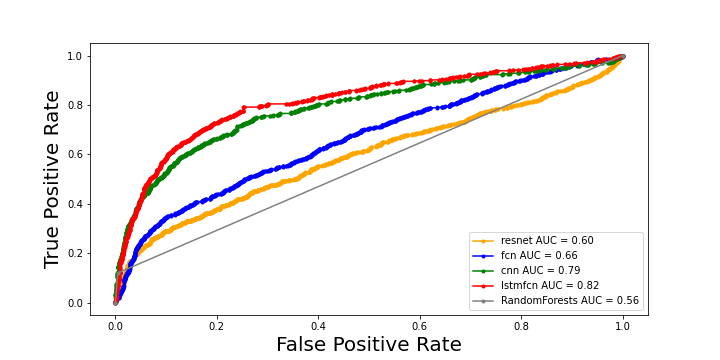 1.0
0.8
0.6
0.4
0.2
0.0
True Positive Rate
0.0 0.2 0.4 0.6 0.8 1.0
False Positive Rate
resnet AUC = 0.60
fcn AUC = 0.66
cnn AUC = 0.79
lstmfcn AUC = 0.82
RandomForests AUC = 0.56